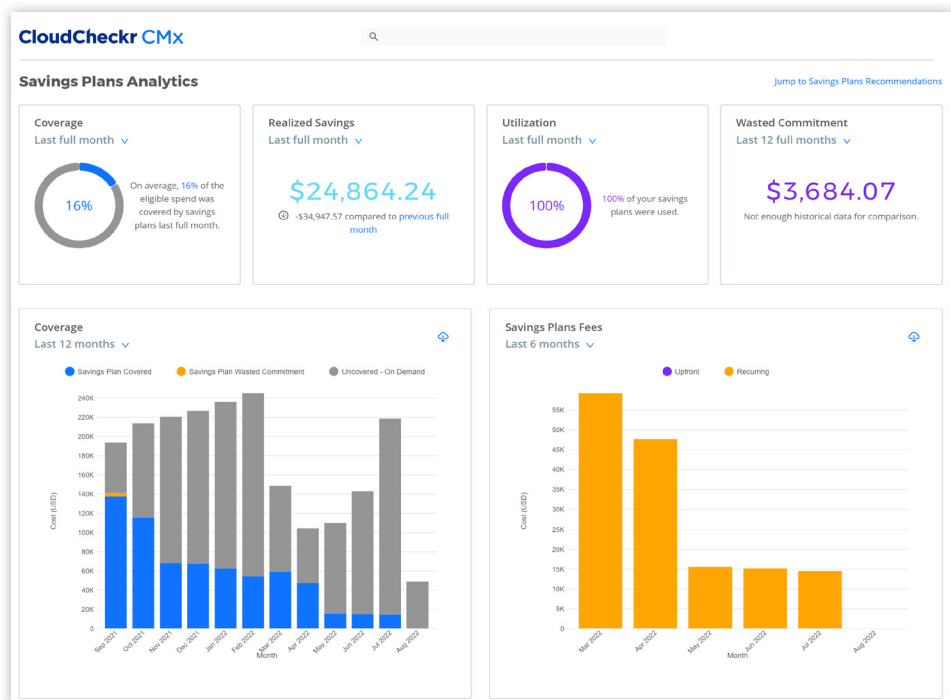 CloudCheckr CMx
Savings Plans Analytics
Jump to Savings Plans Recommendations
Coverage
Last full month
16%
On average, 16% of the
eligible spend was
covered by savings
plans last full month.
Realized Savings
Last full month
$24,864.24
-$34,947.57 compared to previous full
month
Utilization
Last full month
100%
100% of your savings
plans were used.
Wasted Commitment
Last 12 full months
$3,684.07
Not enough historical data for comparison.
Coverage
Last 12 months
Savings Plan Covered
Savings Plan Wasted Commitment
Uncovered - On Demand
240K
220K
200K
180K
160K
140K
120K
100K
80K
60K
40K
20K
0
Cost (USD)
Sep 2021
Oct 2021
Nov 2021
Dec 2021
Jan 2022
Feb 2022
Mar 2022
Apr 2022
May 2022
Jun 2022
Jul 2022
Aug 2022
Month
Savings Plans Fees
Last 6 months
Upfront
Recurring
55K
50K
45K
40K
35K
30K
25K
20K
15K
10K
5K
0
Cost (USD)
Mar 2022
Apr 2022
May 2022
Jun 2022
Jul 2022
Aug 2022
Month